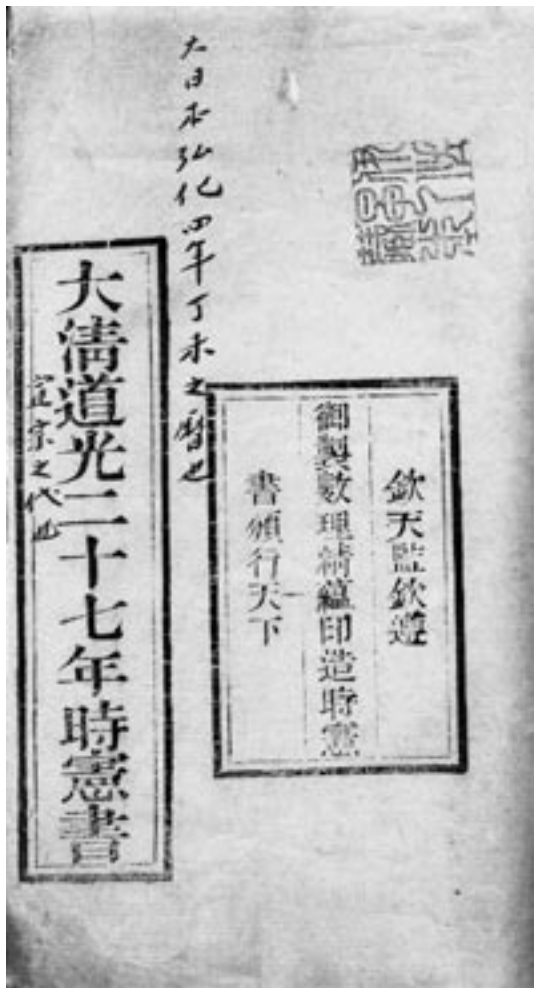 欽天監欽遵
御製數理精蘊印造時憲
書頒行天下
大日本弘化四年丁未之暦也
大清道光二十七年時憲書
宣宗之代也